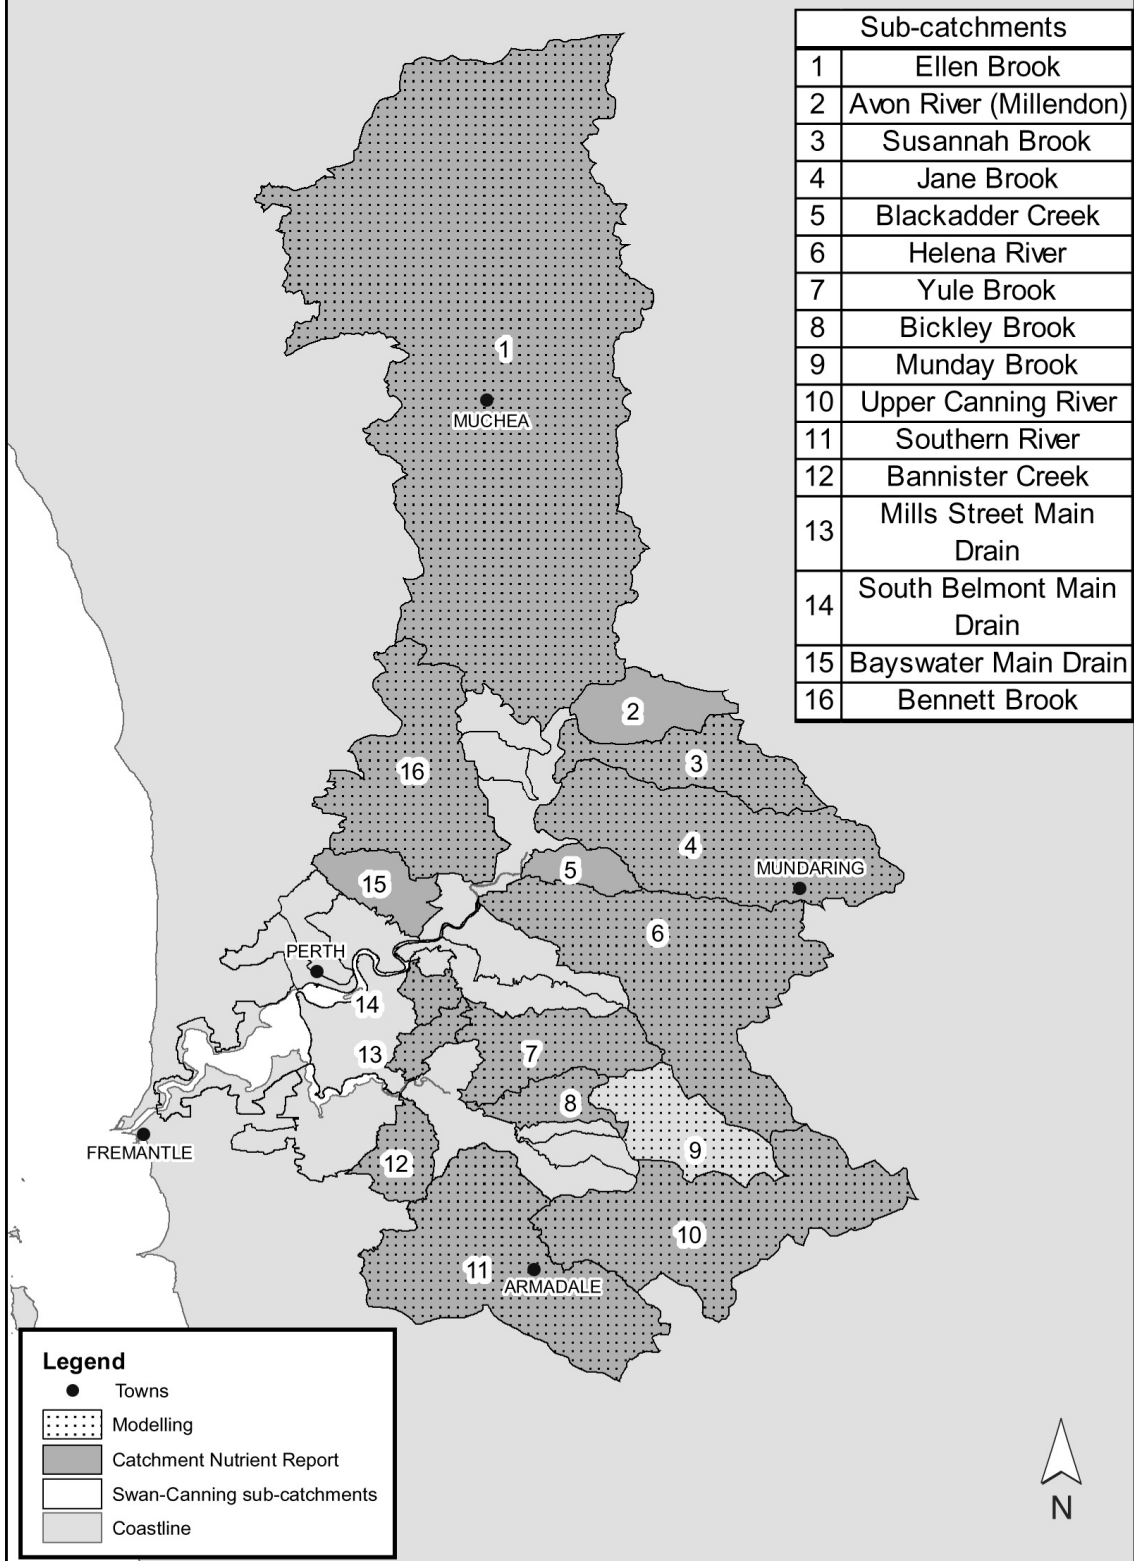 Sub-catchments
1 Ellen Brook
2 Avon River (Millendon)
3 Susannah Brook
4 Jane Brook
5 Blackadder Creek
6 Helena River
7 Yule Brook
8 Bickley Brook
9 Munday Brook
10 Upper Canning River
11 Southern River
12 Bannister Creek
13 Mills Street Main
Drain
14 South Belmont Main
Drain
15 Bayswater Main Drain
16 Bennett Brook
1
MUCHEA
2
3
16
4
5
MUNDARING
15
6
PERTH
14
13
7
8
FREMANTLE
9
12
10
11
ARMADALE
Legend
Towns
Modelling
Catchment Nutrient Report
Swan-Canning sub-catchments
Coastline
N